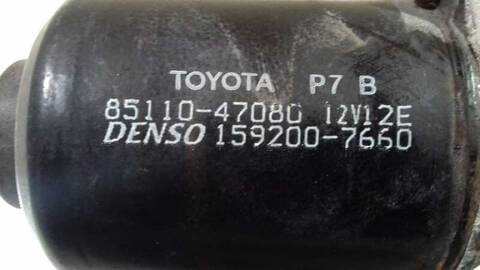 TOYOTA P7 B
85110-47080 12V12E
DENSO 159200-7660